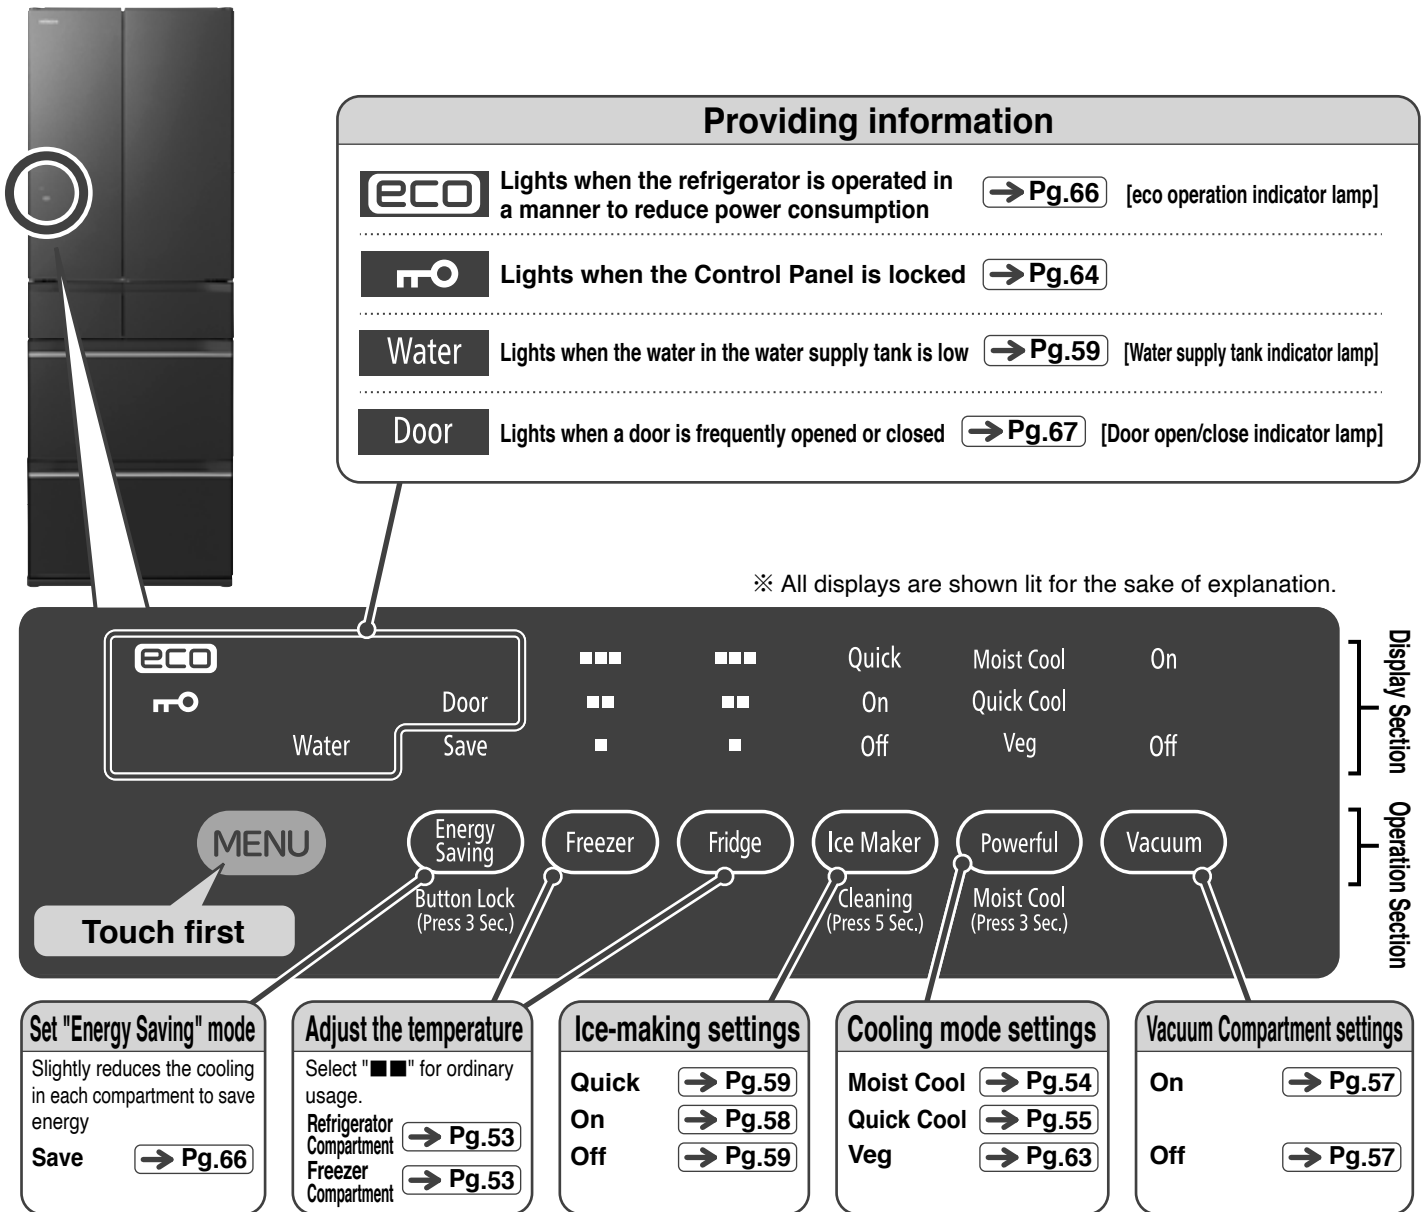 HITACHI
Providing information
eco Lights when the refrigerator is operated in
a manner to reduce power consumption
→ Pg.66 [eco operation indicator lamp]
Lights when the Control Panel is locked → Pg.64
Water Lights when the water in the water supply tank is low → Pg.59 [Water supply tank indicator lamp]
Door Lights when a door is frequently opened or closed → Pg.67 [Door open/close indicator lamp]
※ All displays are shown lit for the sake of explanation.
eco ■■■ ■■■ Quick Moist Cool On
Door ■■ ■■ On Quick Cool
Water Save ■ ■ Off Veg Off
Display Section
MENU Energy
Saving Freezer Fridge Ice Maker Powerful Vacuum
Operation Section
Touch first
Button Lock
(Press 3 Sec.)
Cleaning
(Press 5 Sec.)
Moist Cool
(Press 3 Sec.)
Set "Energy Saving" mode
Slightly reduces the cooling
in each compartment to save
energy
Save → Pg.66
Adjust the temperature
Select "■■" for ordinary
usage.
Refrigerator
Compartment → Pg.53
Freezer
Compartment → Pg.53
Ice-making settings
Quick → Pg.59
On → Pg.58
Off → Pg.59
Cooling mode settings
Moist Cool → Pg.54
Quick Cool → Pg.55
Veg → Pg.63
Vacuum Compartment settings
On → Pg.57
Off → Pg.57